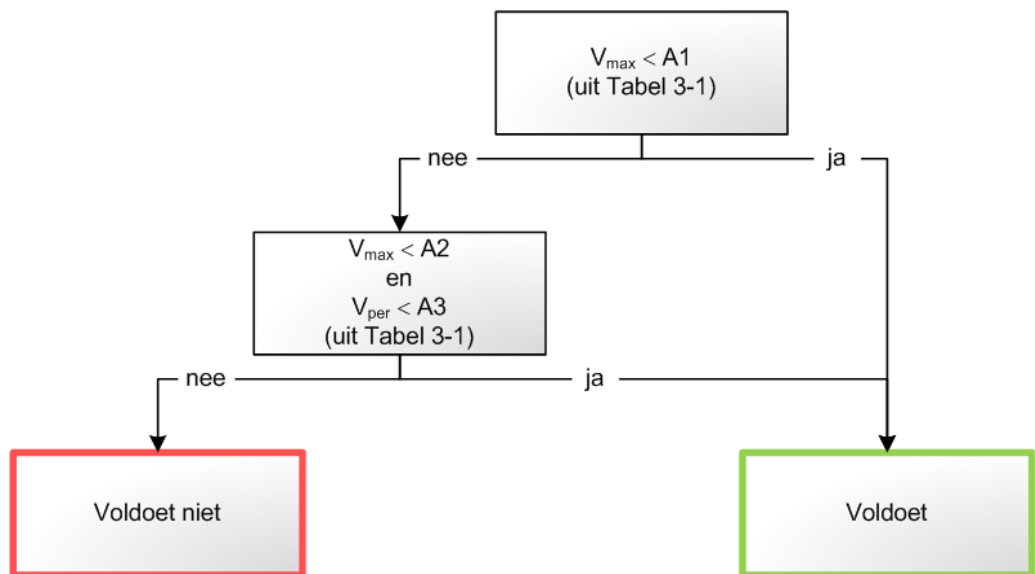 Vmax < A1
(uit Tabel 3-1)
nee
ja
Vmax < A2
en
Vper < A3
(uit Tabel 3-1)
nee
ja
Voldoet niet
Voldoet